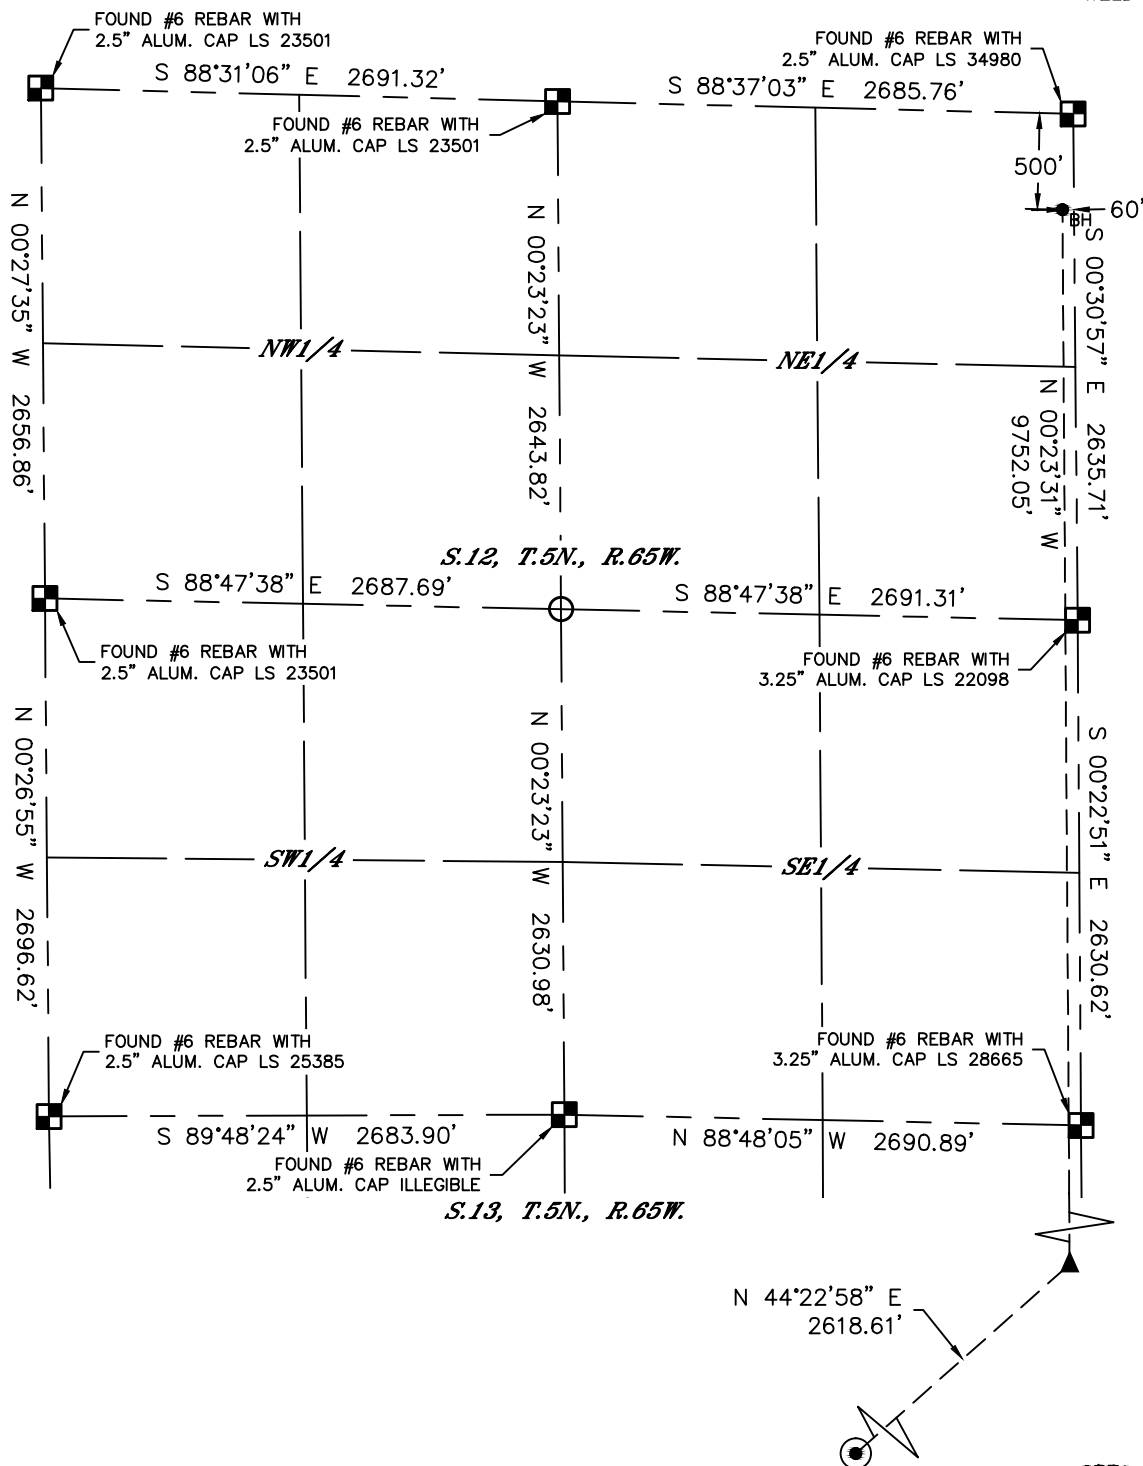 FOUND #6 REBAR WITH
2.5" ALUM. CAP LS 23501
S 88°31'06" E 2691.32'
FOUND #6 REBAR WITH
2.5" ALUM. CAP LS 34980
S 88°37'03" E 2685.76'
FOUND #6 REBAR WITH
2.5" ALUM. CAP LS 23501
500'
60'
BH
N 00°27'35" W 2656.86'
N 00°23'23" W 2643.82'
S 00°30'57" E 2635.71'
N 00°23'31" W
9752.05'
NW1/4
NE1/4
S.12, T.5N., R.65W.
S 88°47'38" E 2687.69'
S 88°47'38" E 2691.31'
FOUND #6 REBAR WITH
2.5" ALUM. CAP LS 23501
FOUND #6 REBAR WITH
3.25" ALUM. CAP LS 22098
N 00°26'55" W 2696.62'
N 00°23'23" W 2630.98'
S 00°22'51" E 2630.62'
SW1/4
SE1/4
FOUND #6 REBAR WITH
2.5" ALUM. CAP LS 25385
FOUND #6 REBAR WITH
3.25" ALUM. CAP LS 28665
S 89°48'24" W 2683.90'
N 88°48'05" W 2690.89'
FOUND #6 REBAR WITH
2.5" ALUM. CAP ILLEGIBLE
S.13, T.5N., R.65W.
N 44°22'58" E
2618.61'